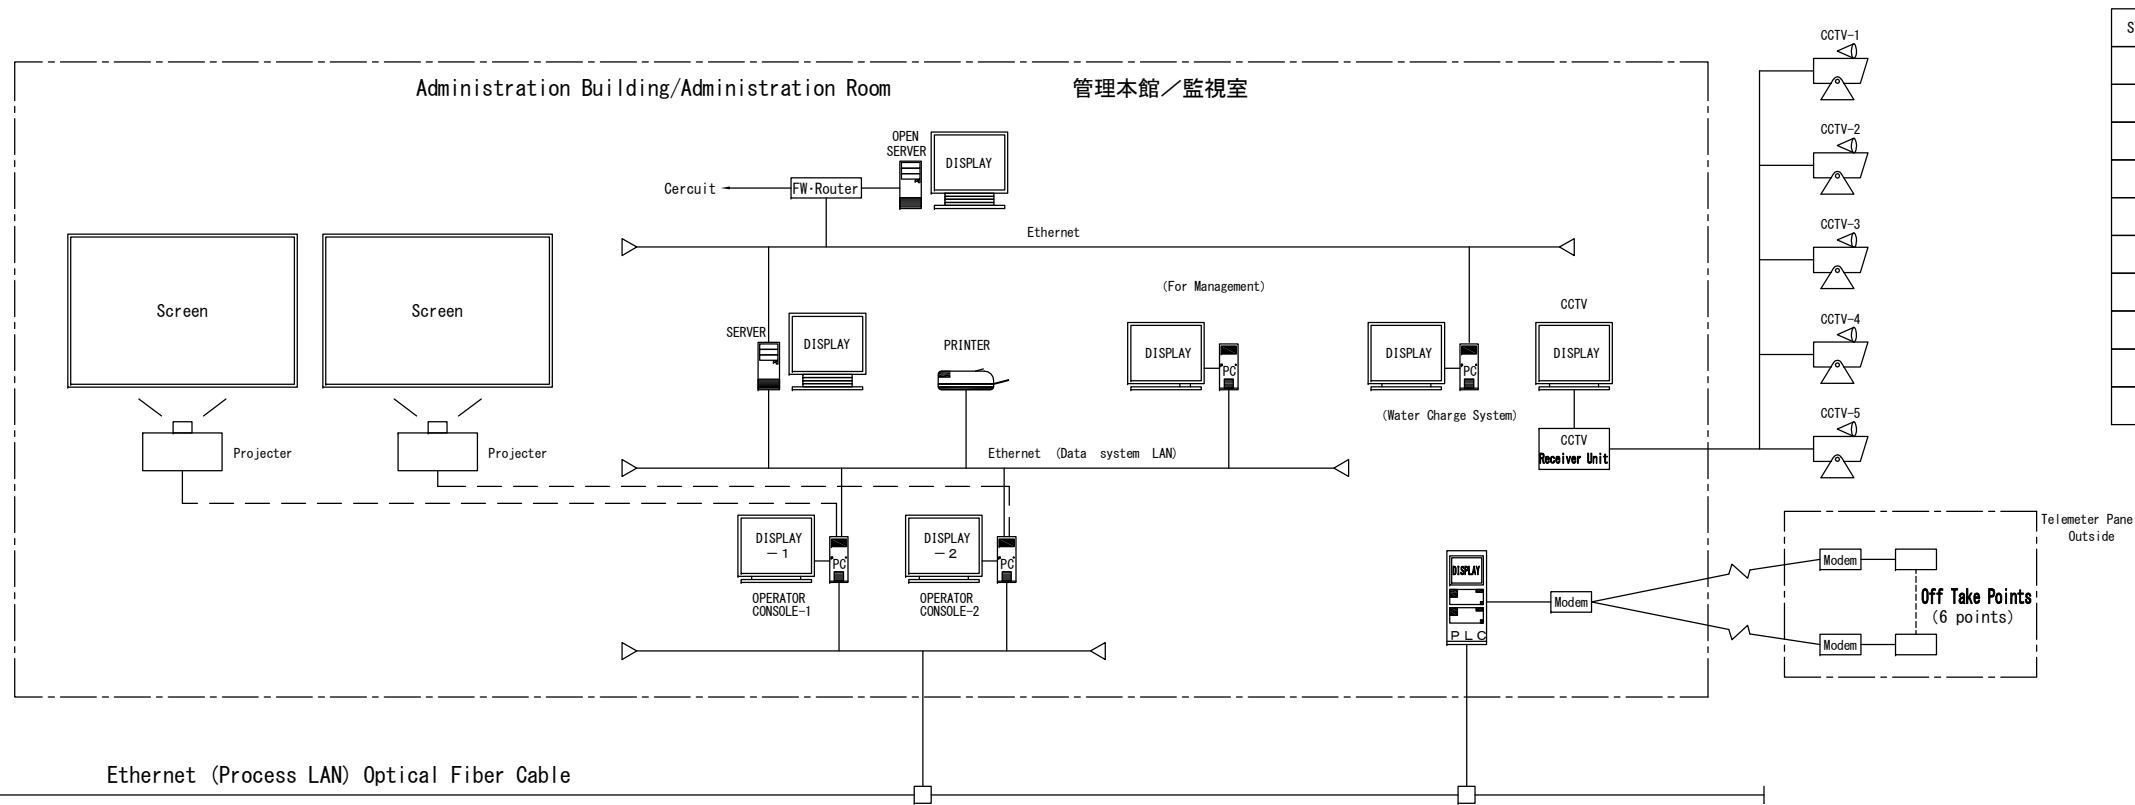 CCTV-1
S
Administration Building/Administration Room 管理本館／監視室
CCTV-2
OPEN
SERVER
DISPLAY
Cercuit
FW･Router
CCTV-3
Ethernet
(For Management)
CCTV
Screen
Screen
CCTV-4
SERVER
DISPLAY
PRINTER
DISPLAY
PC
DISPLAY
PC
DISPLAY
(Water Charge System)
CCTV-5
CCTV
Receiver Unit
Projecter
Projecter
Ethernet (Data system LAN)
Telemeter Pane
Outside
DISPLAY
－1
PC
DISPLAY
－2
PC
OPERATOR
CONSOLE-1
OPERATOR
CONSOLE-2
DISPLAY
PLC
Modem
Modem
Off Take Points
(6 points)
Modem
Ethernet (Process LAN) Optical Fiber Cable